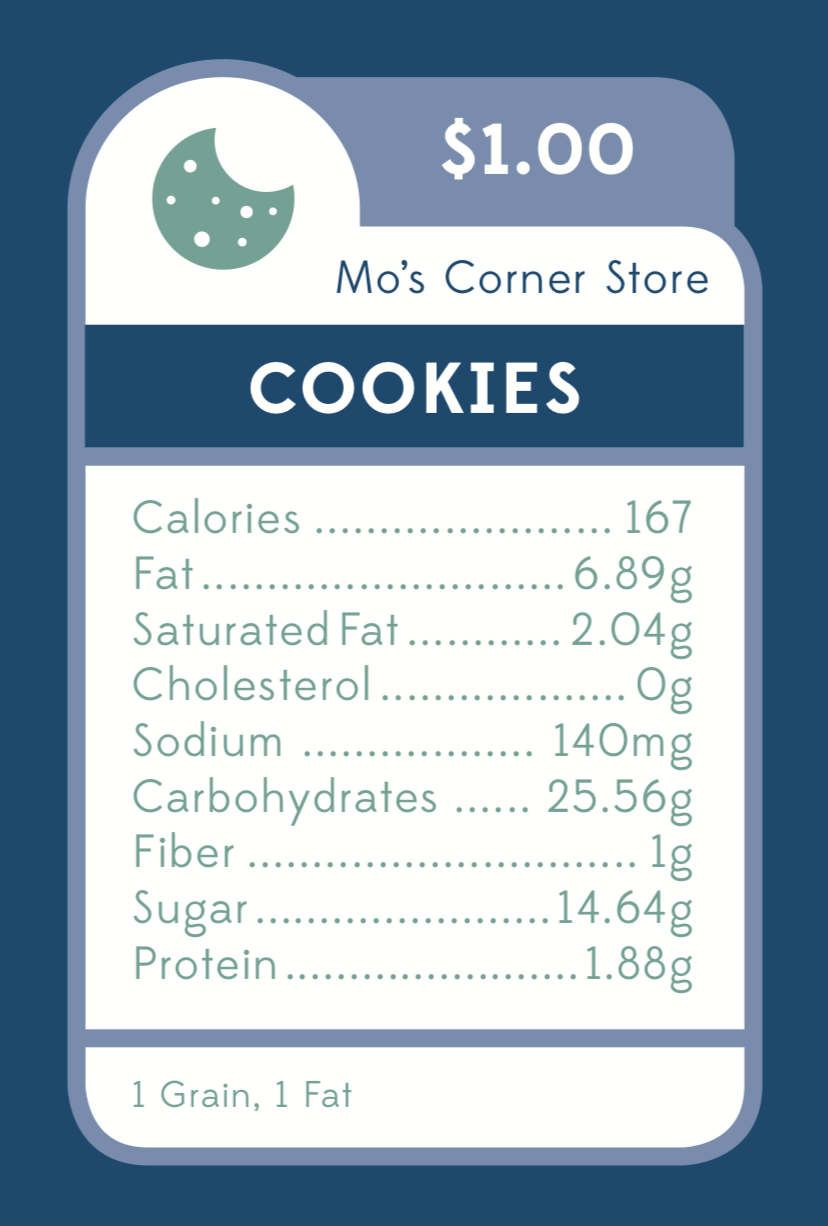 $1.00
Mo's Corner Store
COOKIES
Calories ....................... 167
Fat............................ 6.89g
Saturated Fat ............ 2.04g
Cholesterol ................... 0g
Sodium .................. 140mg
Carbohydrates ...... 25.56g
Fiber .............................. 1g
Sugar.......................14.64g
Protein.......................1.88g
1 Grain, 1 Fat